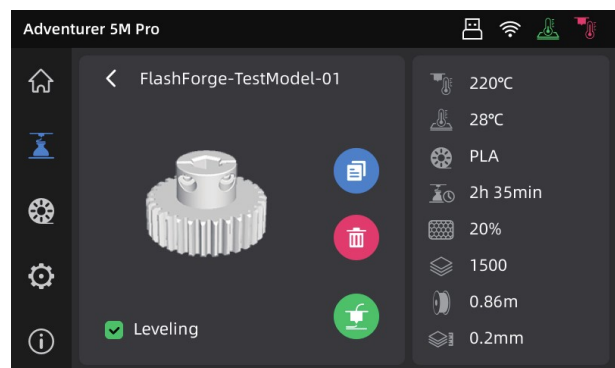 Adventurer 5M Pro
FlashForge-TestModel-01
Leveling
220℃
28℃
PLA
2h 35min
20%
1500
0.86m
0.2mm